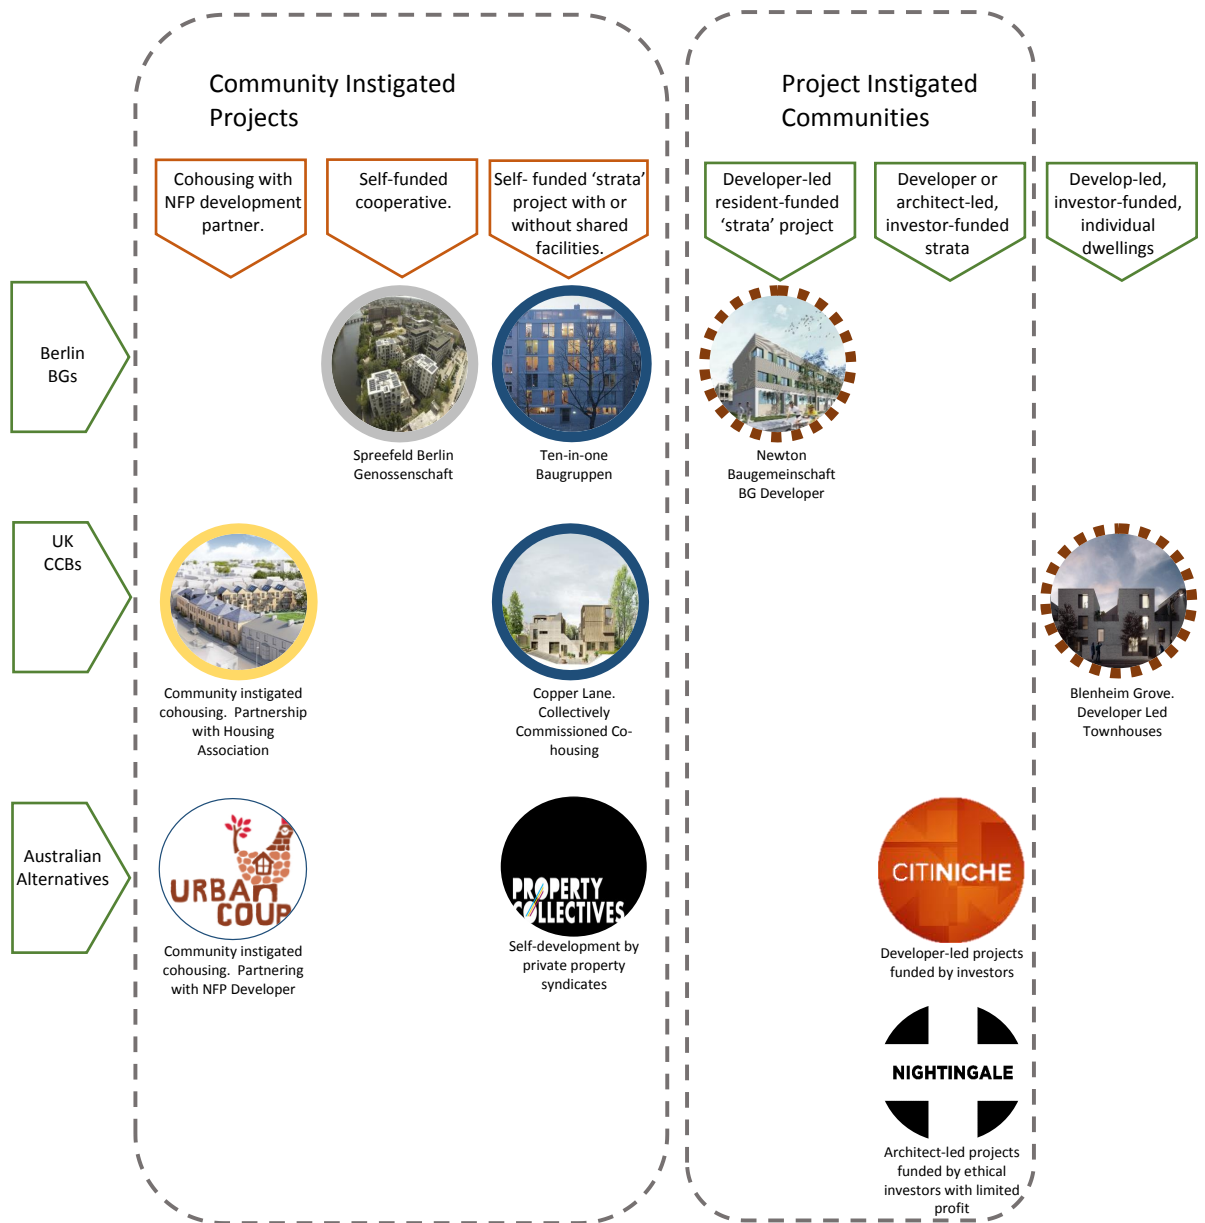 Community Instigated
Projects
Project Instigated
Communities
Cohousing with
NFP development
partner.
Self-funded
cooperative.
Self- funded ‘strata’
project with or
without shared
facilities.
Developer-led
resident-funded
‘strata’ project
Developer or
architect-led,
investor-funded
strata
Develop-led,
investor-funded,
individual
dwellings
Berlin
BGs
Spreefeld Berlin
Genossenschaft
Ten-in-one
Baugruppen
Newton
Baugemeinschaft
BG Developer
UK
CCBs
Community instigated
cohousing.  Partnership
with Housing
Association
Copper Lane.
Collectively
Commissioned Co-
housing
Blenheim Grove.
Developer Led
Townhouses
Australian
Alternatives
URBAN
COUP
Community instigated
cohousing.  Partnering
with NFP Developer
PROPERTY
COLLECTIVES
Self-development by
private property
syndicates
CITINICHE
Developer-led projects
funded by investors
NIGHTINGALE
Architect-led projects
funded by ethical
investors with limited
profit